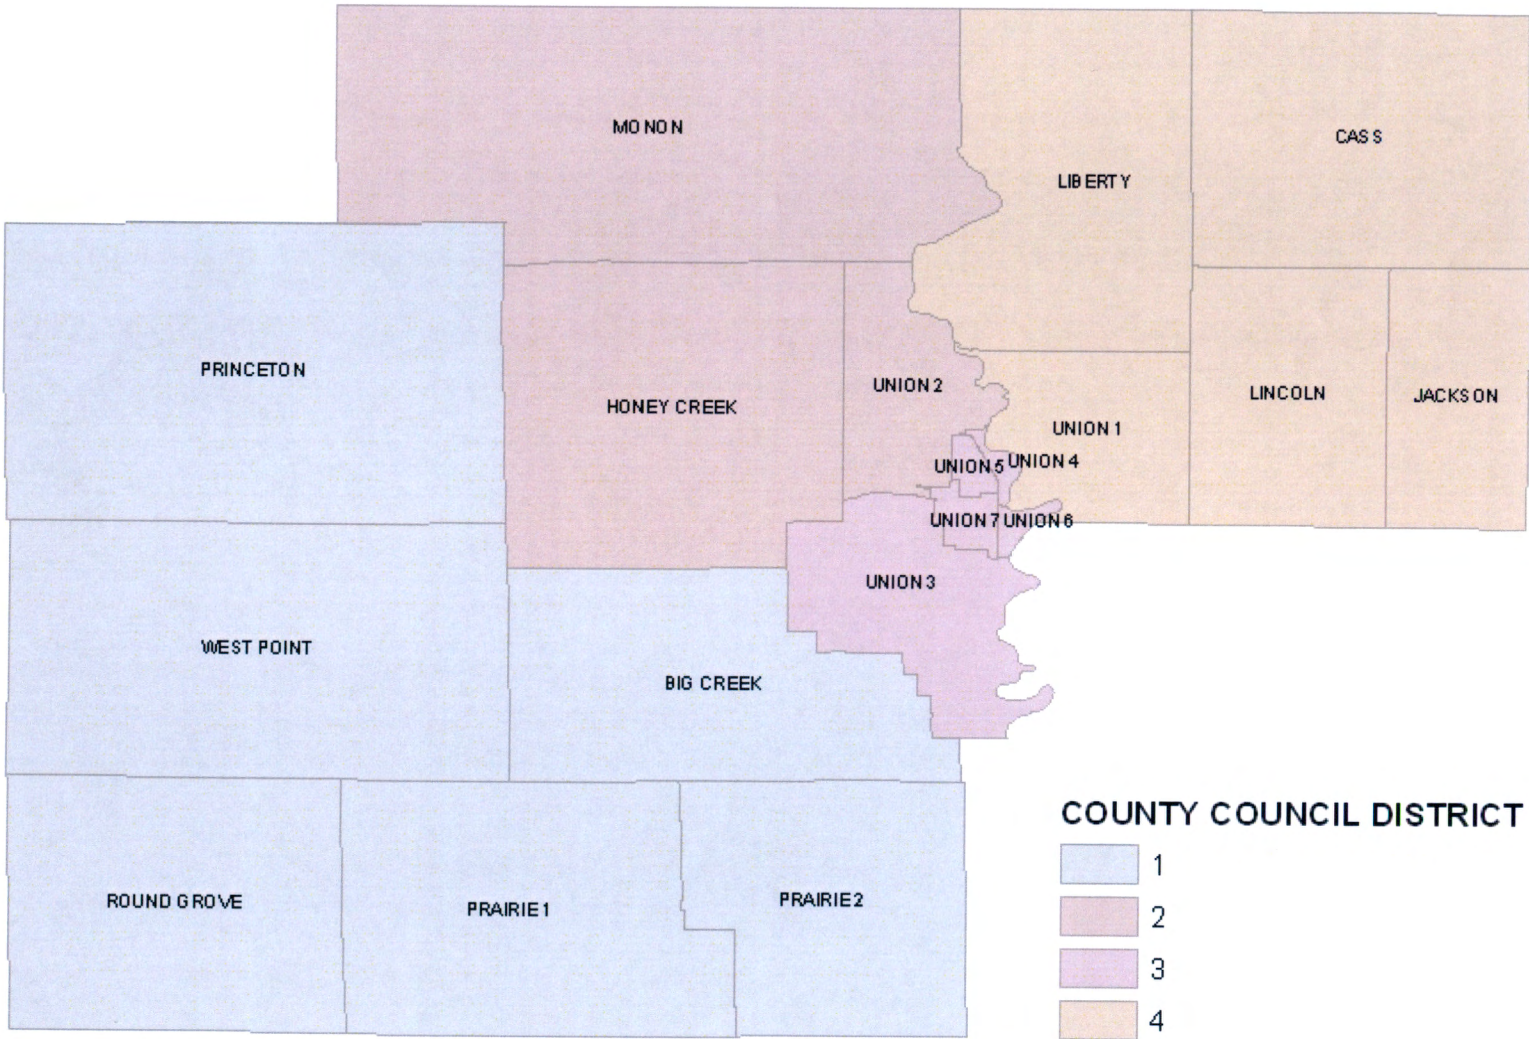 MONON
CASS
LIBERTY
PRINCETON
UNION 2
LINCOLN
JACKSON
HONEY CREEK
UNION 1
UNION 5
UNION 4
UNION 7
UNION 6
UNION 3
WEST POINT
BIG CREEK
COUNTY COUNCIL DISTRICT
1
2
3
4
ROUND GROVE
PRAIRIE 1
PRAIRIE 2